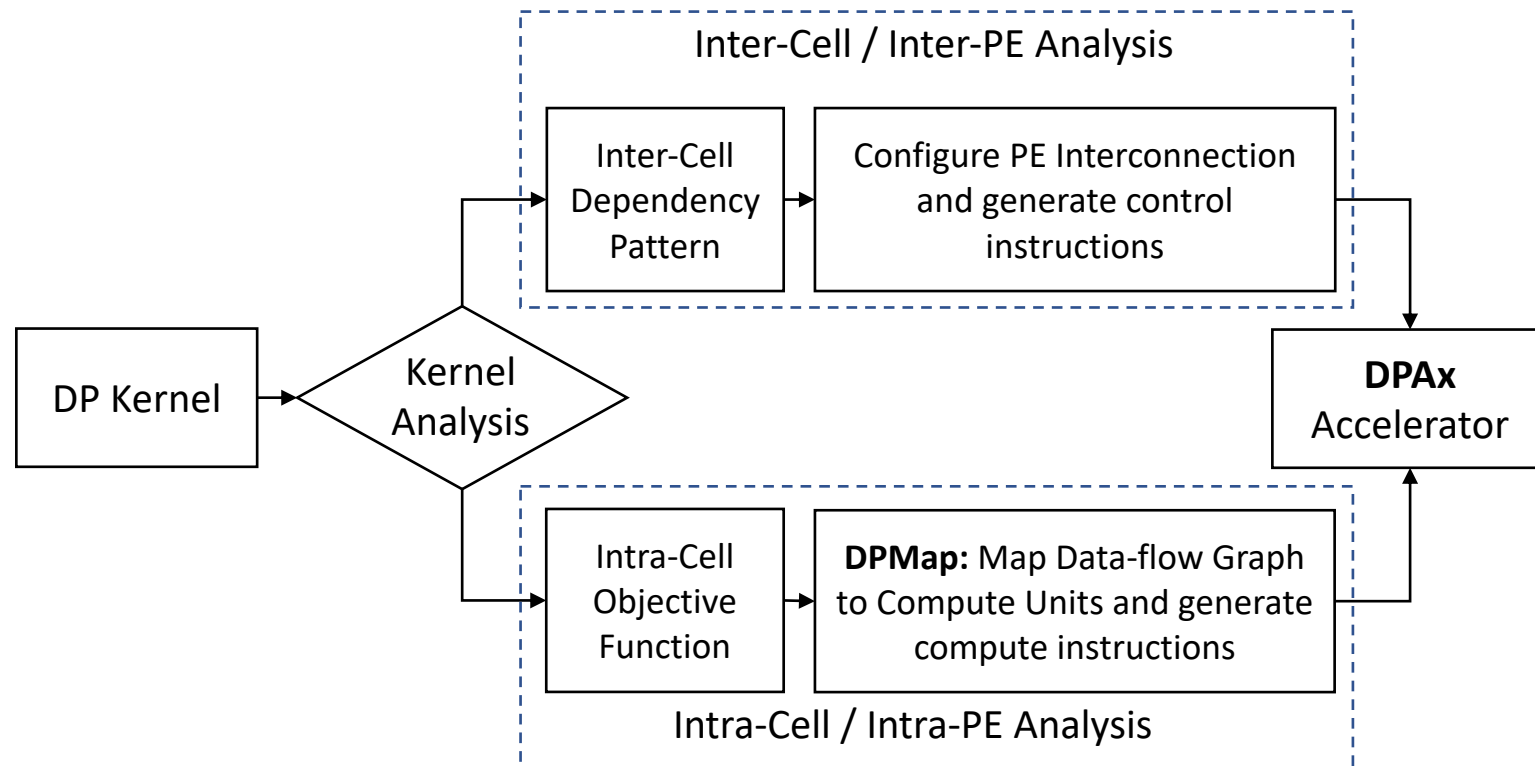 Inter-Cell / Inter-PE Analysis
Inter-Cell
Dependency
Pattern
Configure PE Interconnection
and generate control
instructions
DP Kernel
Kernel
Analysis
DPAx
Accelerator
Intra-Cell
Objective
Function
DPMap: Map Data-flow Graph
to Compute Units and generate
compute instructions
Intra-Cell / Intra-PE Analysis